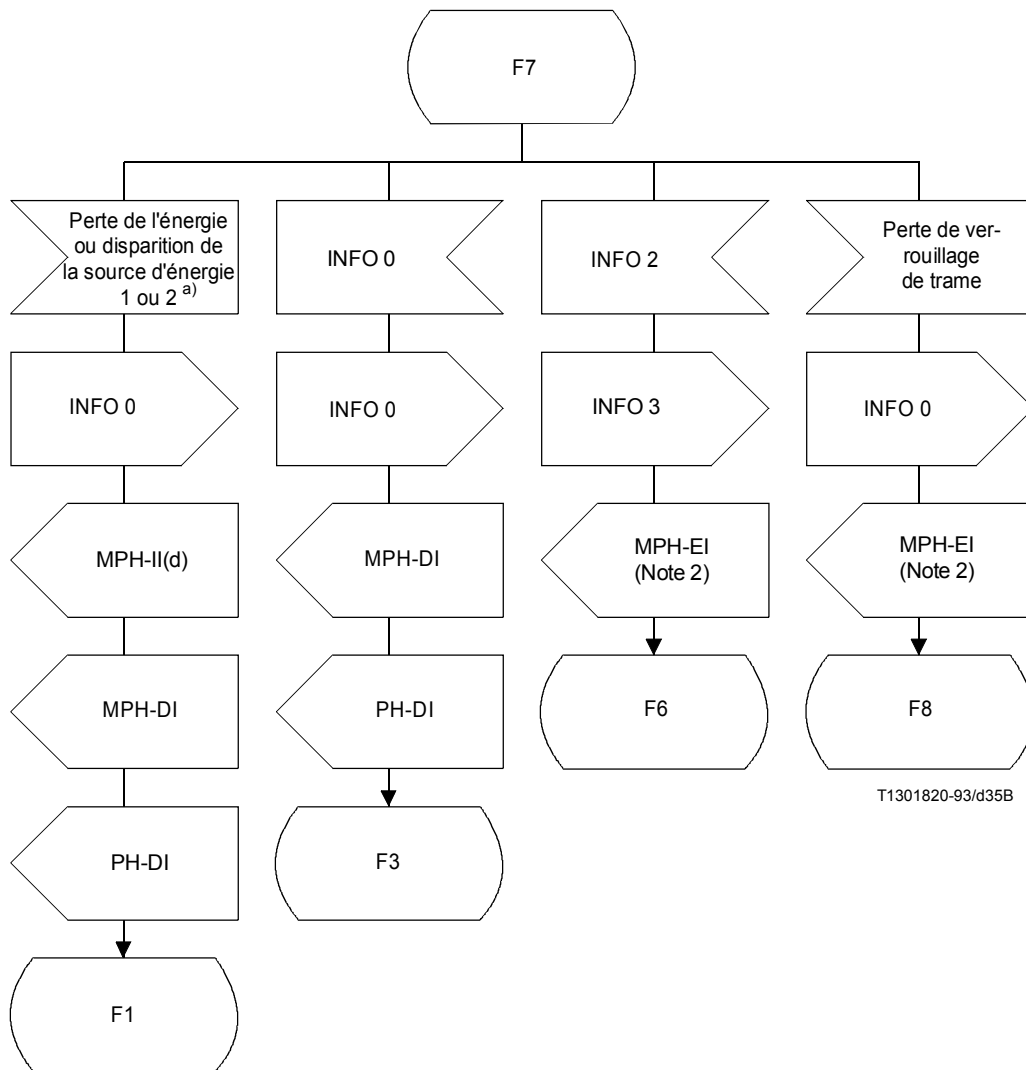 F7
Perte de l'énergie
ou disparition de
la source d'énergie
1 ou 2 a)
INFO 0
INFO 2
Perte de ver-
rouillage
de trame
INFO 0
INFO 0
INFO 3
INFO 0
MPH-II(d)
MPH-DI
MPH-EI
(Note 2)
MPH-EI
(Note 2)
MPH-DI
PH-DI
F6
F8
T1301820-93/d35B
PH-DI
F3
F1